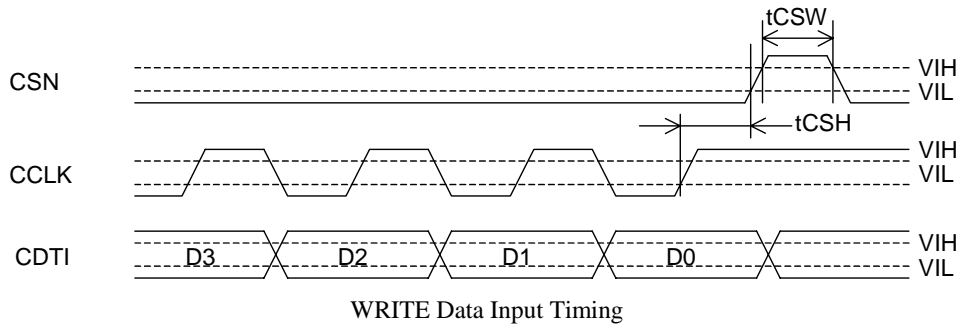 tCSW
CSN
VIH
VIL
tCSH
CCLK
VIH
VIL
CDTI
D3
D2
D1
D0
VIH
VIL
WRITE Data Input Timing